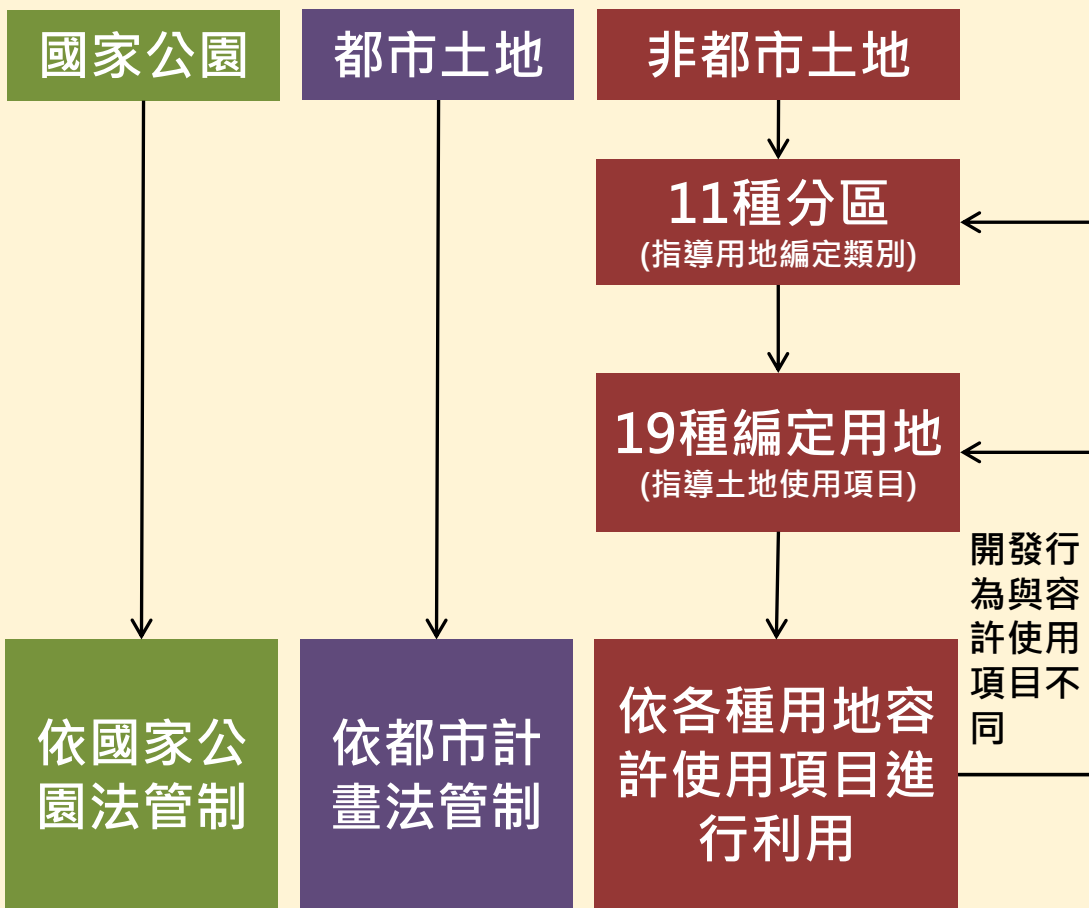 國家公園
都市土地
非都市土地
11種分區
(指導用地編定類別)
19種編定用地
(指導土地使用項目)
開發行
為與容
許使用
項目不
同
依國家公
園法管制
依都市計
畫法管制
依各種用地容
許使用項目進
行利用